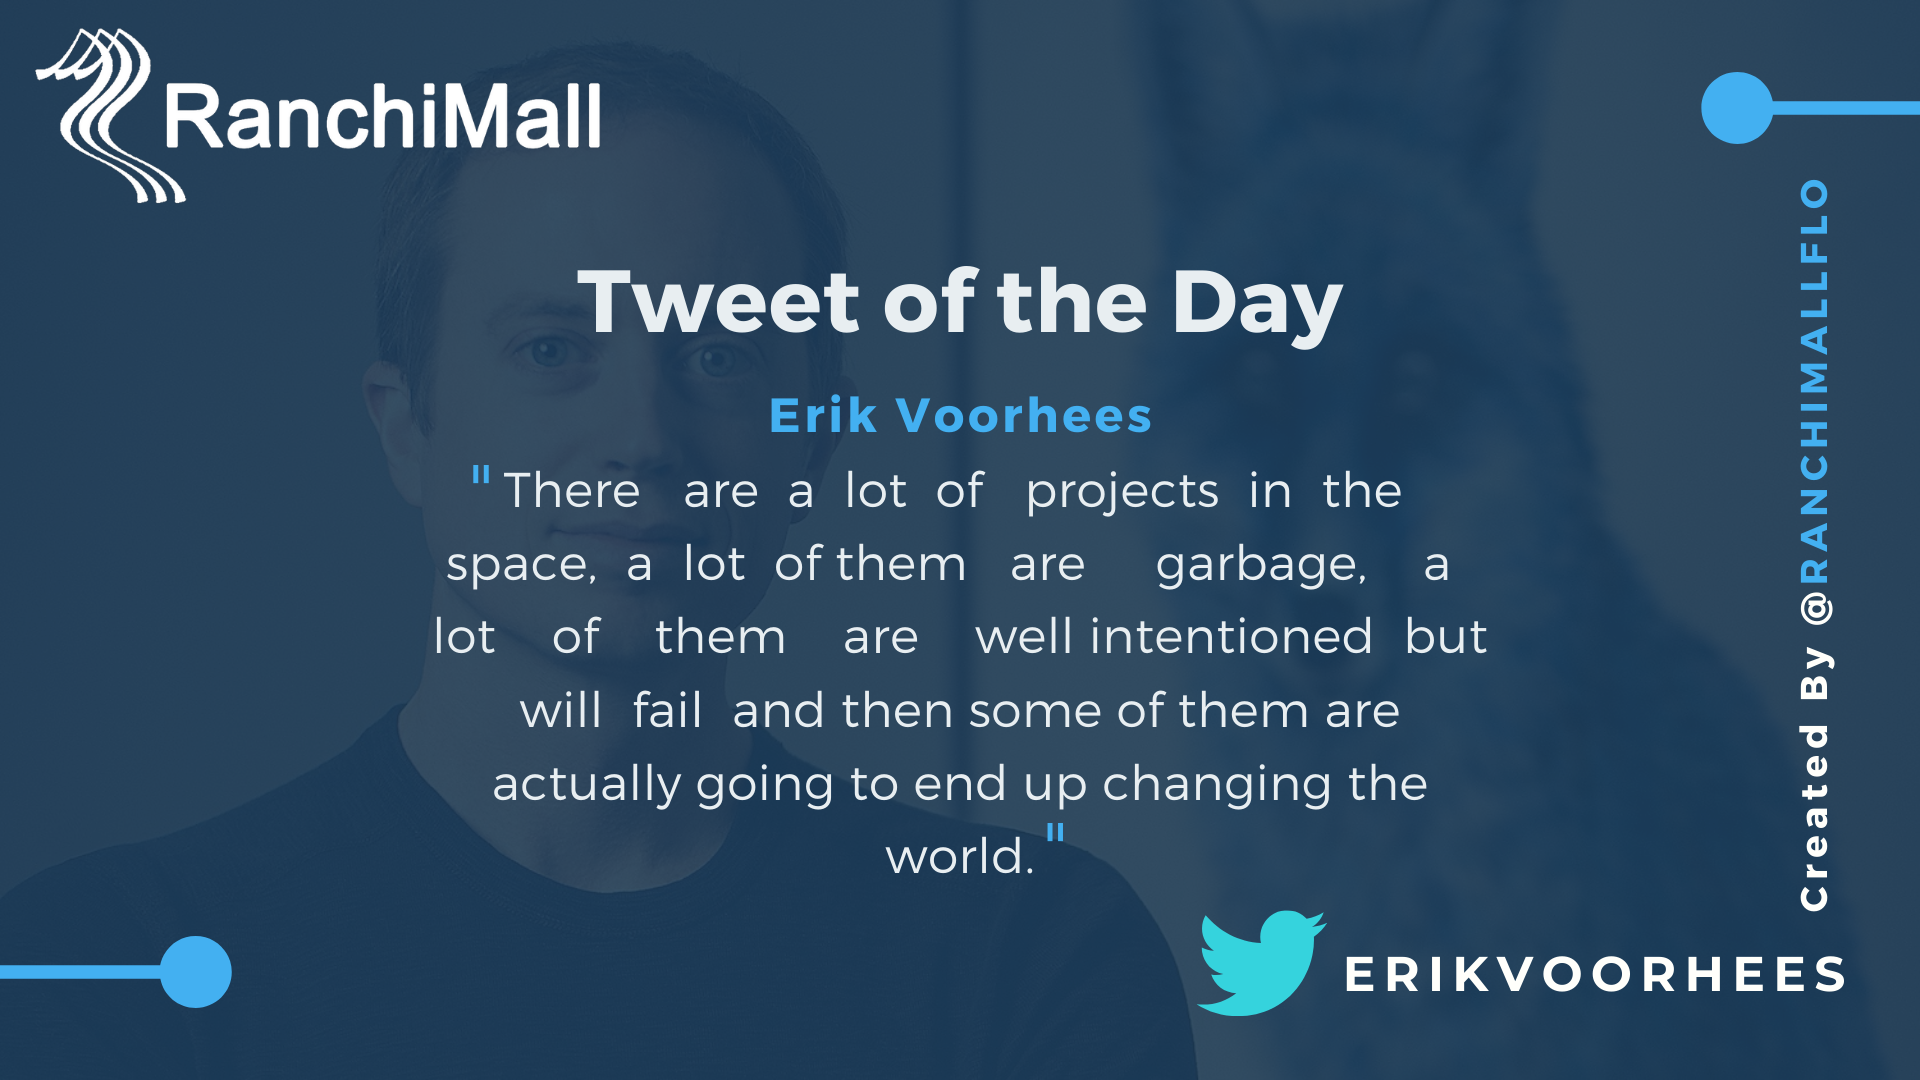 RanchiMall
Tweet of the Day
Erik Voorhees
" There are a lot of projects in the
space, a lot of them are garbage, a
lot of them are well intentioned but
will fail and then some of them are
actually going to end up changing the
world. "
ERIKVOORHEES
Created By @RANCHIMALLFLO